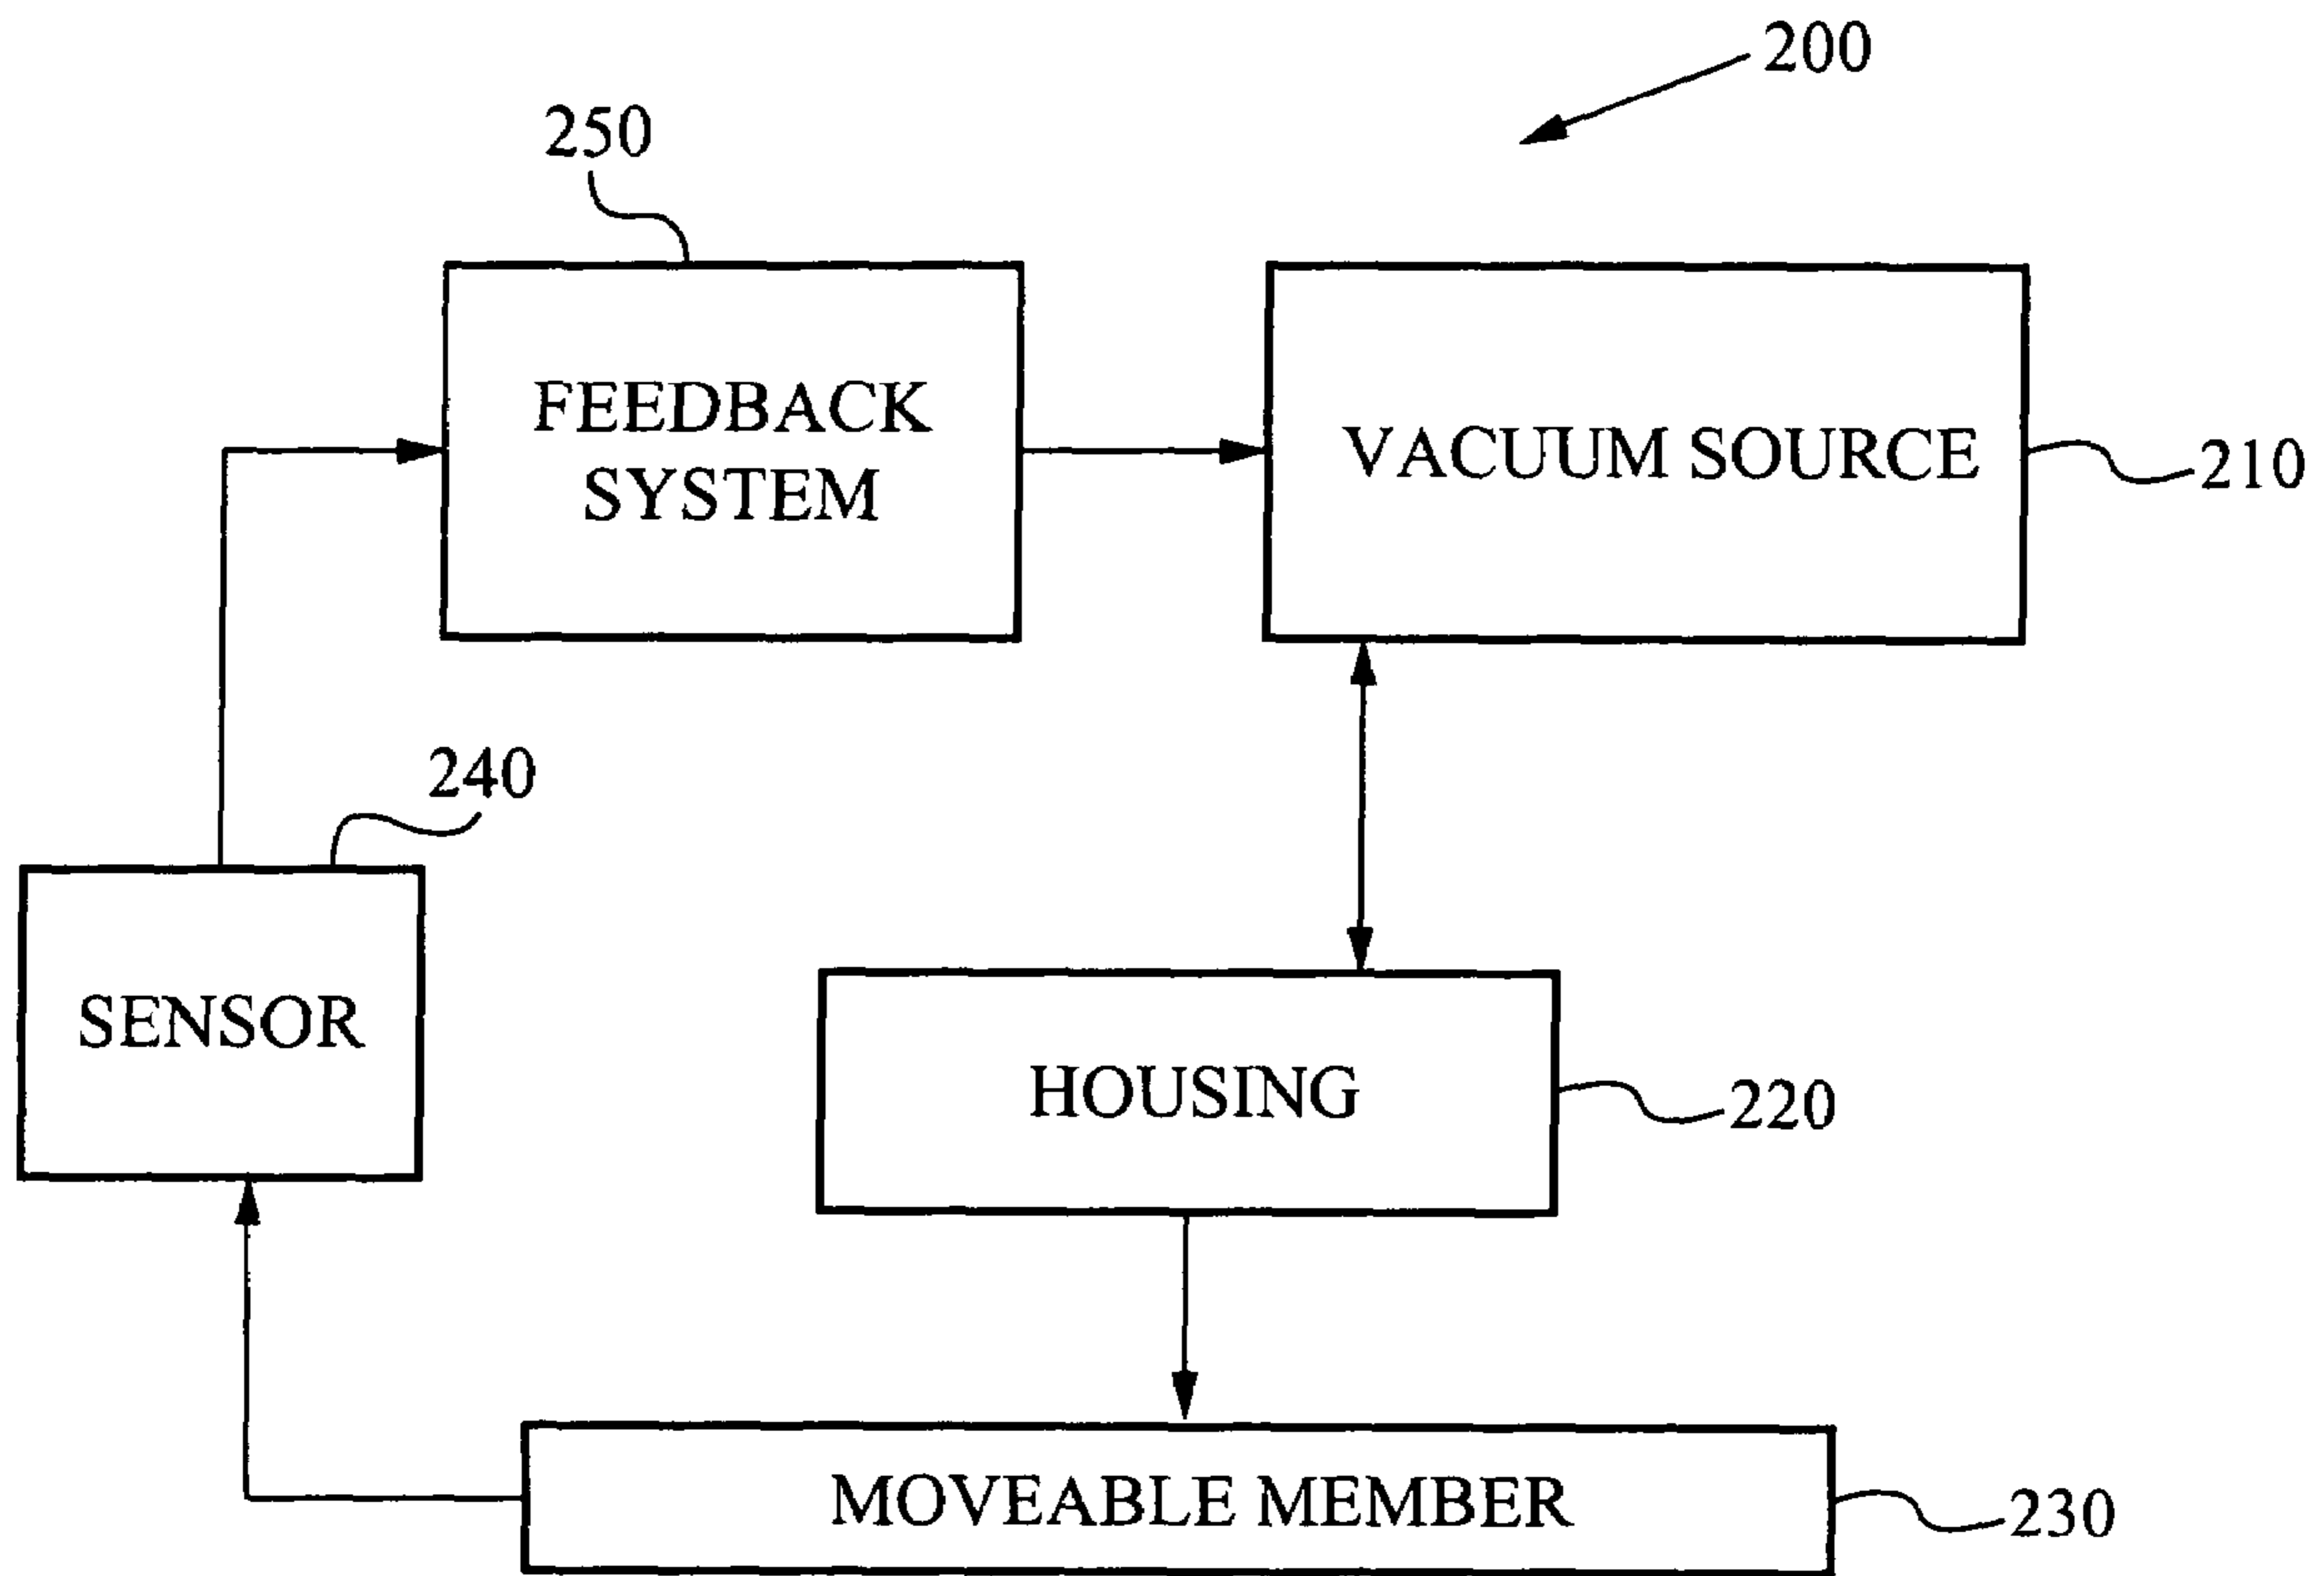 200
250
FEEDBACK
SYSTEM
VACUUM SOURCE
210
240
SENSOR
HOUSING
220
MOVEABLE MEMBER
230